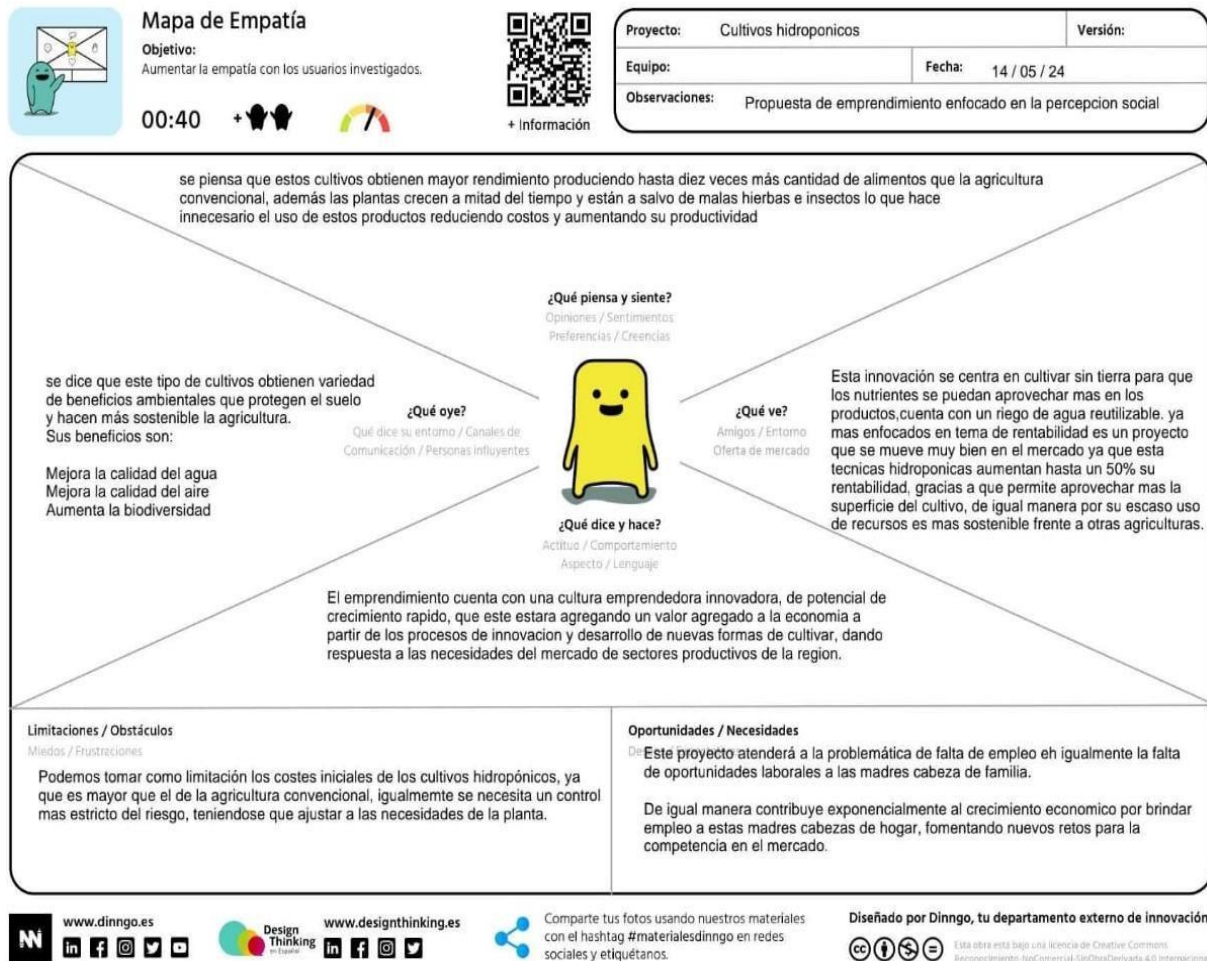 Mapa de Empatía
Objetivo:
Aumentar la empatía con los usuarios investigados.
00:40
+
+ Información
Proyecto: Cultivos hidroponicos
Versión:
Equipo:
Fecha: 14 / 05 / 24
Observaciones: Propuesta de emprendimiento enfocado en la percepcion social
se piensa que estos cultivos obtienen mayor rendimiento produciendo hasta diez veces más cantidad de alimentos que la agricultura
convencional, además las plantas crecen a mitad del tiempo y están a salvo de malas hierbas e insectos lo que hace
innecesario el uso de estos productos reduciendo costos y aumentando su productividad
¿Qué piensa y siente?
Opiniones / Sentimientos
Preferencias / Creencias
se dice que este tipo de cultivos obtienen variedad
de beneficios ambientales que protegen el suelo
y hacen más sostenible la agricultura.
Sus beneficios son:
Mejora la calidad del agua
Mejora la calidad del aire
Aumenta la biodiversidad
¿Qué oye?
Qué dice su entorno / Canales de
Comunicación / Personas influyentes
¿Qué ve?
Amigos / Entorno
Oferta de mercado
Esta innovación se centra en cultivar sin tierra para que
los nutrientes se puedan aprovechar mas en los
productos,cuenta con un riego de agua reutilizable. ya
mas enfocados en tema de rentabilidad es un proyecto
que se mueve muy bien en el mercado ya que esta
tecnicas hidroponicas aumentan hasta un 50% su
rentabilidad, gracias a que permite aprovechar mas la
superficie del cultivo, de igual manera por su escaso uso
de recursos es mas sostenible frente a otras agriculturas.
¿Qué dice y hace?
Actitud / Comportamiento
Aspecto / Lenguaje
El emprendimiento cuenta con una cultura emprendedora innovadora, de potencial de
crecimiento rapido, que este estara agregando un valor agregado a la economia a
partir de los procesos de innovacion y desarrollo de nuevas formas de cultivar, dando
respuesta a las necesidades del mercado de sectores productivos de la region.
Limitaciones / Obstáculos
Miedos / Frustraciones
Podemos tomar como limitación los costes iniciales de los cultivos hidropónicos, ya
que es mayor que el de la agricultura convencional, igualmemte se necesita un control
mas estricto del riesgo, teniendose que ajustar a las necesidades de la planta.
Oportunidades / Necesidades
Este proyecto atenderá a la problemática de falta de empleo eh igualmente la falta
de oportunidades laborales a las madres cabeza de familia.
De igual manera contribuye exponencialmente al crecimiento economico por brindar
empleo a estas madres cabezas de hogar, fomentando nuevos retos para la
competencia en el mercado.
www.dinngo.es
Design
Thinking
en Español
www.designthinking.es
Comparte tus fotos usando nuestros materiales
con el hashtag #materialesdinngo en redes
sociales y etiquétanos.
Diseñado por Dinngo, tu departamento externo de innovación
Esta obra está bajo una licencia de Creative Commons
Reconocimiento-NoComercial-SinObraDerivada 4.0 Internacional